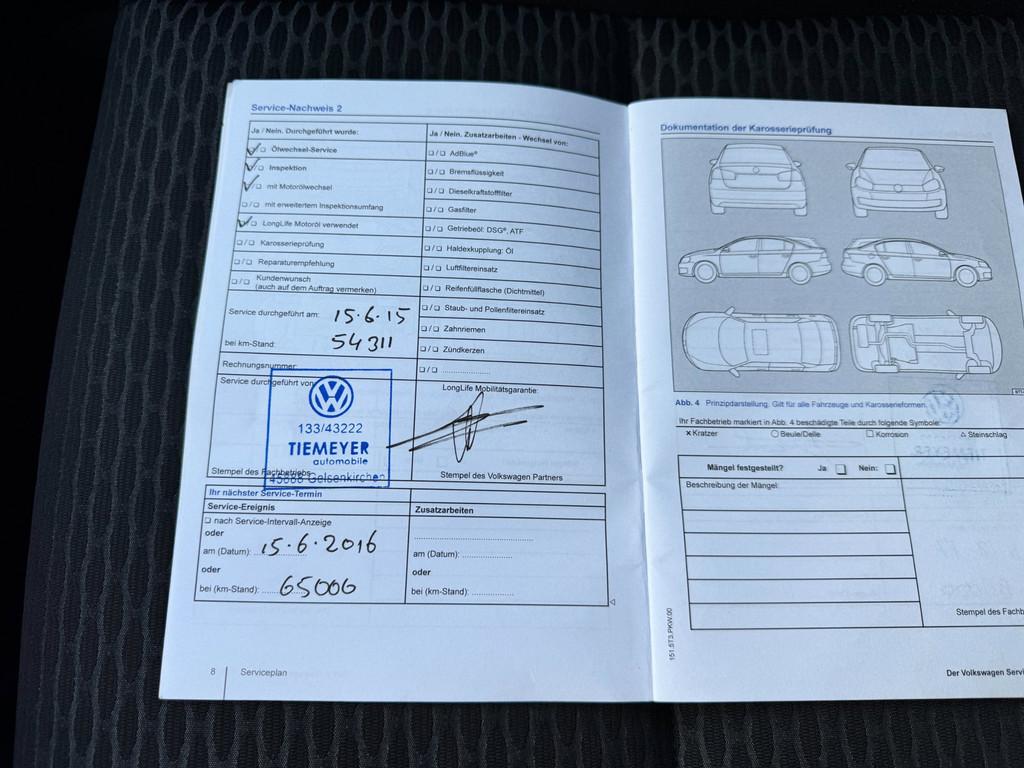 Service-Nachweis 2
Ja / Nein. Durchgeführt wurde:
❏ Ölwechsel-Service
❏ Inspektion
❏ mit Motorölwechsel
❏/❏ mit erweitertem Inspektionsumfang
❏ LongLife Motoröl verwendet
❏/❏ Karosserieprüfung
❏/❏ Reparaturempfehlung
❏/❏ Kundenwunsch
(auch auf dem Auftrag vermerken)
Service durchgeführt am: 15.6.15
bei km-Stand: 54311
Rechnungsnummer:
Service durchgeführt von
133/43222
TIEMEYER
automobile
45888 Gelsenkirchen
Stempel des Fachbetriebs
Ja / Nein. Zusatzarbeiten - Wechsel von:
❏/❏ AdBlue®
❏/❏ Bremsflüssigkeit
❏/❏ Dieselkraftstofffilter
❏/❏ Gasfilter
❏/❏ Getriebeöl: DSG®, ATF
❏/❏ Haldexkupplung: Öl
❏/❏ Luftfiltereinsatz
❏/❏ Reifenfüllflasche (Dichtmittel)
❏/❏ Staub- und Pollenfiltereinsatz
❏/❏ Zahnriemen
❏/❏ Zündkerzen
❏/❏ ........................
LongLife Mobilitätsgarantie:
Stempel des Volkswagen Partners
Ihr nächster Service-Termin
Service-Ereignis
❏ nach Service-Intervall-Anzeige
oder
am (Datum): 15.6.2016
oder
bei (km-Stand): 65000
Zusatzarbeiten
am (Datum): ................
oder
bei (km-Stand): ..............
8
Serviceplan
Dokumentation der Karosserieprüfung
Abb. 4 Prinzipdarstellung. Gilt für alle Fahrzeuge und Karosserieformen.
Ihr Fachbetrieb markiert in Abb. 4 beschädigte Teile durch folgende Symbole:
× Kratzer ○ Beule/Delle □ Korrosion △ Steinschlag
Mängel festgestellt? Ja ❏ Nein: ❏
Beschreibung der Mängel:
Stempel des
151.5T3.PKW.00
Der Volkswagen